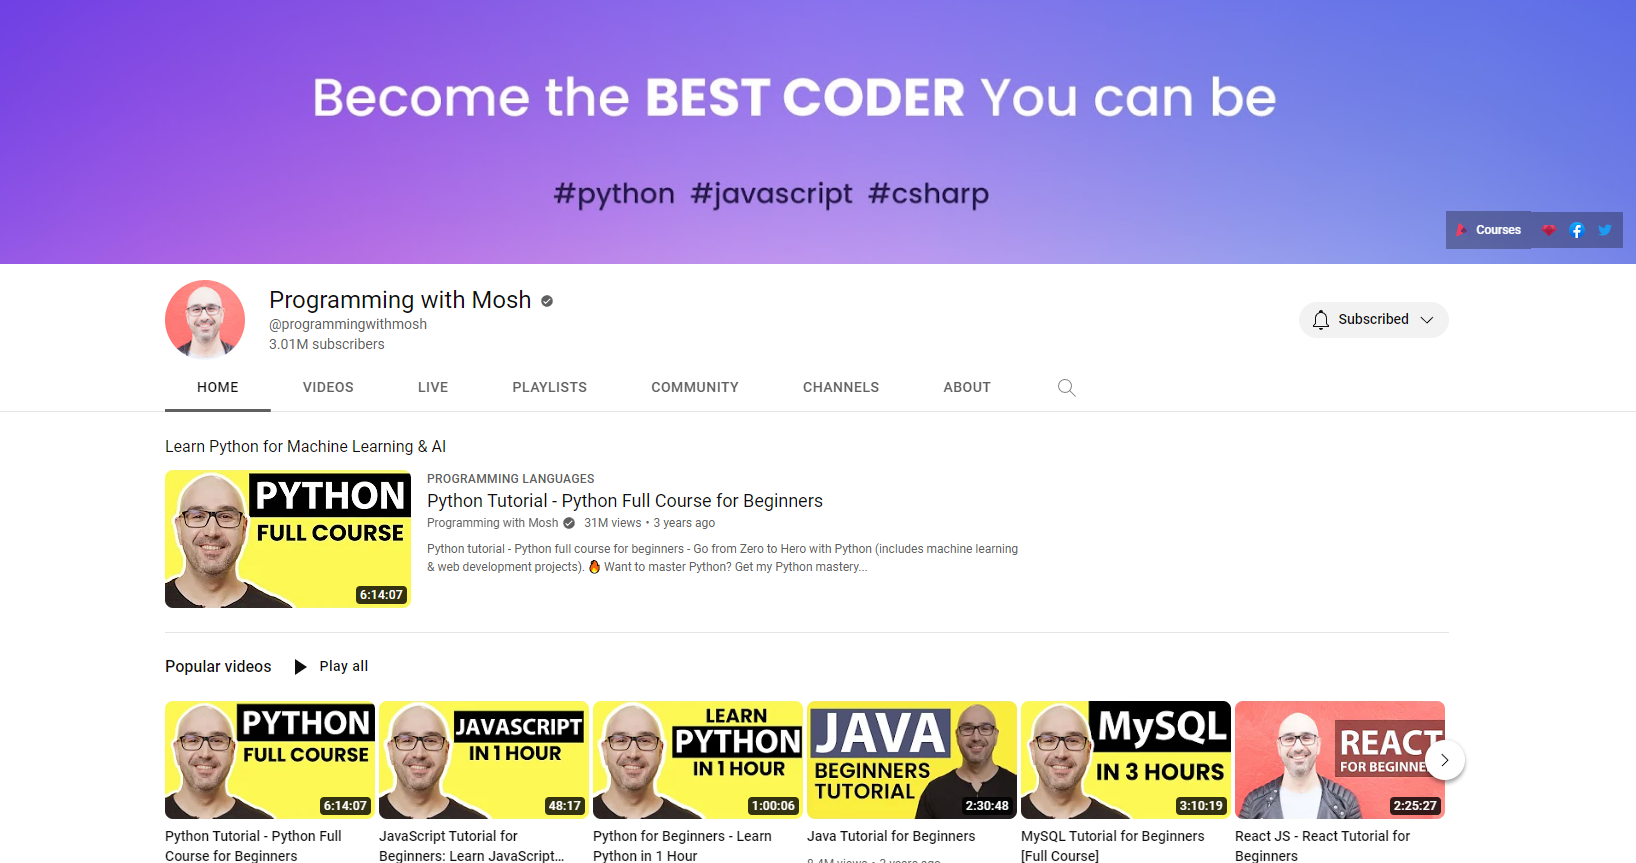 Become the BEST CODER You can be
#python #javascript #csharp
Courses
Programming with Mosh
@programmingwithmosh
3.01M subscribers
Subscribed
HOME VIDEOS LIVE PLAYLISTS COMMUNITY CHANNELS ABOUT
Learn Python for Machine Learning & AI
PYTHON
FULL COURSE
6:14:07
PROGRAMMING LANGUAGES
Python Tutorial - Python Full Course for Beginners
Programming with Mosh 31M views • 3 years ago
Python tutorial - Python full course for beginners - Go from Zero to Hero with Python (includes machine learning
& web development projects). 🔥 Want to master Python? Get my Python mastery...
Popular videos Play all
PYTHON
FULL COURSE
6:14:07
Python Tutorial - Python Full
Course for Beginners
JAVASCRIPT
IN 1 HOUR
48:17
JavaScript Tutorial for
Beginners: Learn JavaScript...
LEARN
PYTHON
IN 1 HOUR
1:00:06
Python for Beginners - Learn
Python in 1 Hour
JAVA
BEGINNERS
TUTORIAL
2:30:48
Java Tutorial for Beginners
8.4M views • 3 years ago
MySQL
IN 3 HOURS
3:10:19
MySQL Tutorial for Beginners
[Full Course]
REACT
FOR BEGINNE
2:25:27
React JS - React Tutorial for
Beginners